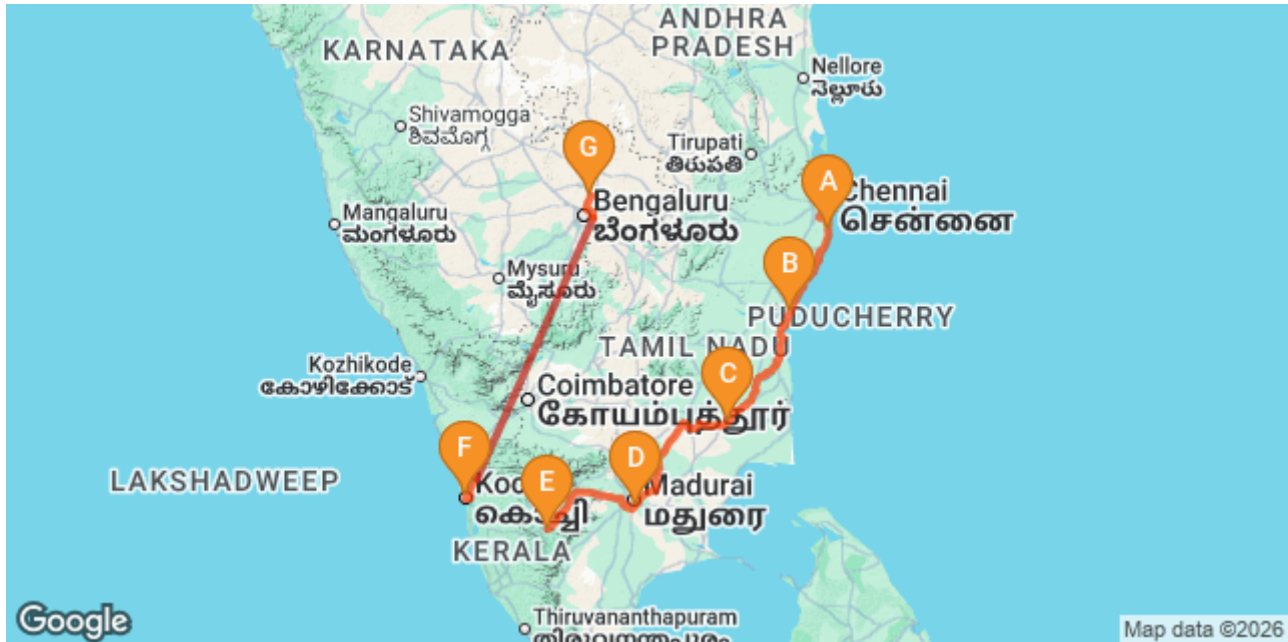 ANDHRA
PRADESH
KARNATAKA
Nellore
ನೆಲ್ಲೂರು
Shivamogga
ಶಿವಮೊಗ್ಗ
Tirupati
తిరుపతి
G
A
Chennai
சென்னை
Bengaluru
ಬೆಂಗಳೂರು
Mangaluru
ಮಂಗಳೂರು
B
Mysuru
ಮೈಸೂರು
PUDUCHERRY
TAMIL NADU
Kozhikode
കോഴിക്കോട്
C
Coimbatore
கோயம்புத்தூர்
F
E
D
LAKSHADWEEP
Madurai
மதுரை
KERALA
Thiruvananthapuram
Google
Map data ©2026